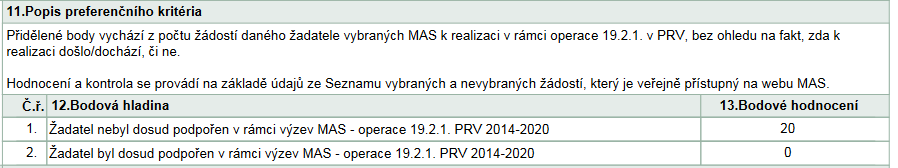 11.Popis preferenčního kritéria
Přidělené body vychází z počtu žádostí daného žadatele vybraných MAS k realizaci v rámci operace 19.2.1. v PRV, bez ohledu na fakt, zda k
realizaci došlo/dochází, či ne.
Hodnocení a kontrola se provádí na základě údajů ze Seznamu vybraných a nevybraných žádostí, který je veřejně přístupný na webu MAS.
Č.ř. 12.Bodová hladina 13.Bodové hodnocení
1. Žadatel nebyl dosud podpořen v rámci výzev MAS - operace 19.2.1. PRV 2014-2020 20
2. Žadatel byl dosud podpořen v rámci výzev MAS - operace 19.2.1. PRV 2014-2020 0